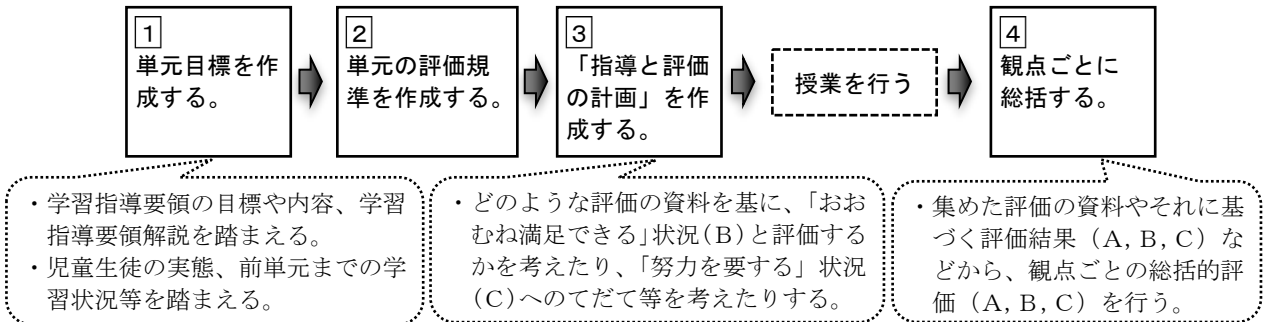 1
単元目標を作
成する。
2
単元の評価規
準を作成する。
3
「指導と評価
の計画」を作
成する。
授業を行う
4
観点ごとに
総括する。
・学習指導要領の目標や内容、学習
指導要領解説を踏まえる。
・児童生徒の実態、前単元までの学
習状況等を踏まえる。
・どのような評価の資料を基に、「おお
むね満足できる」状況(B)と評価する
かを考えたり、「努力を要する」状況
(C)へのてだて等を考えたりする。
・集めた評価の資料やそれに基
づく評価結果（A, B, C）な
どから、観点ごとの総括的評
価（A, B, C）を行う。